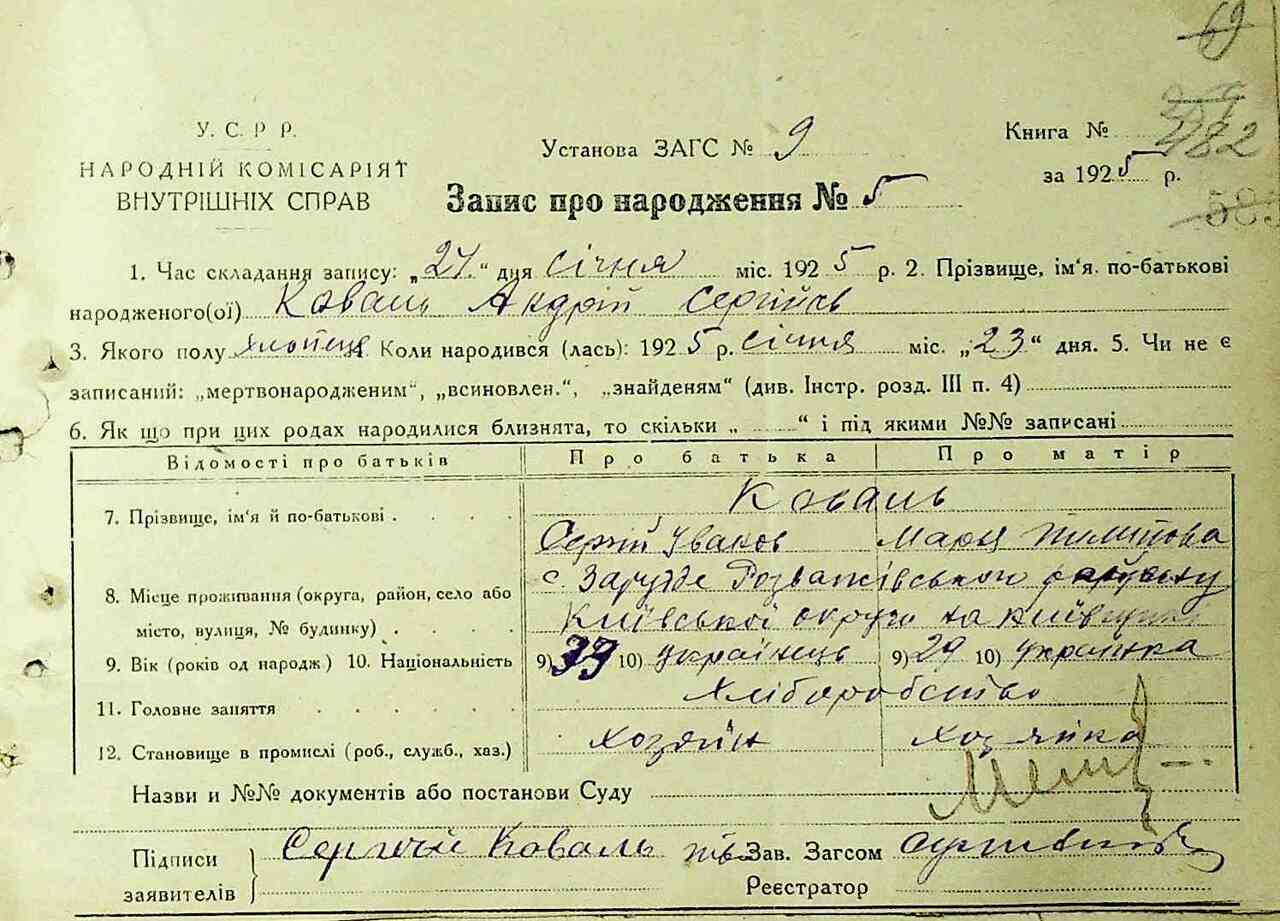 69
У. С. Р Р.
НАРОДНІЙ КОМІСАРІЯТ
ВНУТРІШНІХ СПРАВ
Установа ЗАГС № 9
Книга № 482
за 1925 р.
Запис про народження № 5
585
1. Час складання запису: „24.“ дня січня міс. 1925 р. 2. Прізвище, ім‘я. по-батькові
народженого(ої) Коваль Андрій Сергіїв
3. Якого полу хлопець 4. Коли народився (лась): 1925 р. січня міс. „23“ дня. 5. Чи не є
записаний: „мертвонародженим“, „всиновлен.“, „знайденям“ (див. Інстр. розд. III п. 4)
6. Як що при цих родах народилися близнята, то скільки „ “ і під якими №№ записані
Відомості про батьків Про батька Про матір
7. Прізвище, ім‘я й по-батькові . . . . Коваль
Сергій Іванов Марія Пилипова
8. Місце проживання (округа, район, село або с. Заруддє Розважівського району
місто, вулиця, № будинку) . . . . Київської округи на Київщині
9. Вік (років од народж) 10. Національність 9) 33 10) українець 9) 29 10) українка
11. Головне заняття . . . . . Хліборобство
12. Становище в промислі (роб., служб., хаз.) хозяйн хозяйка
Назви и №№ документів або постанови Суду
Підписи Сергій Коваль Зав. Загсом
заявителів Реєстратор